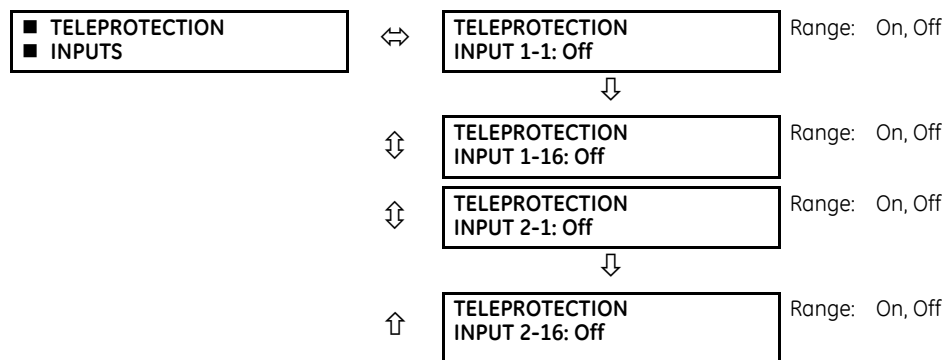 ■ TELEPROTECTION
■ INPUTS
TELEPROTECTION
INPUT 1-1: Off
Range: On, Off
TELEPROTECTION
INPUT 1-16: Off
Range: On, Off
TELEPROTECTION
INPUT 2-1: Off
Range: On, Off
TELEPROTECTION
INPUT 2-16: Off
Range: On, Off